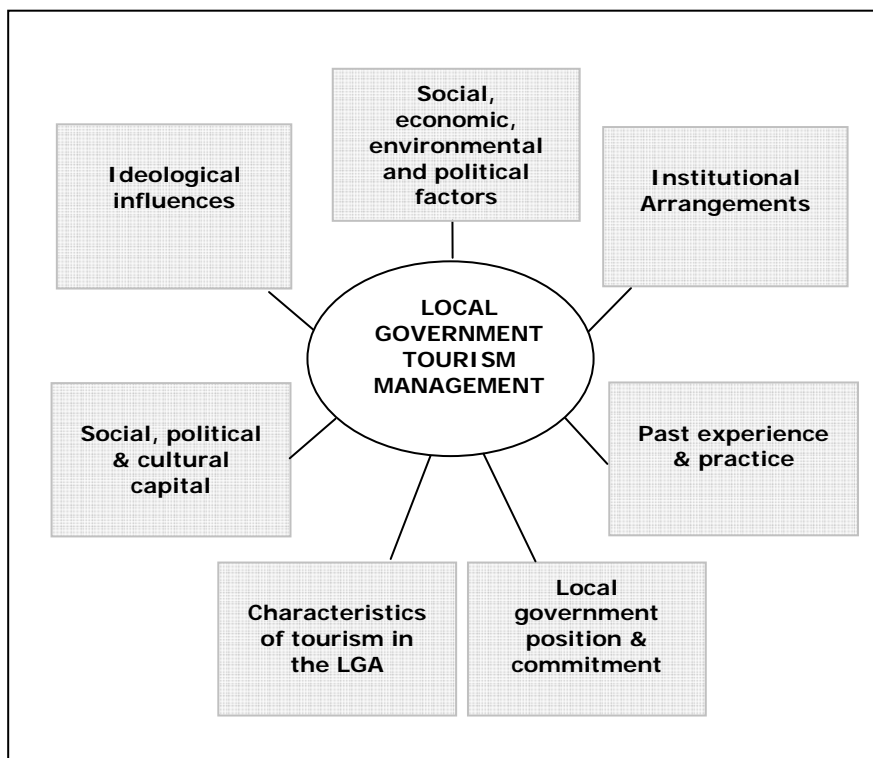 Social,
economic,
environmental
and political
factors
Ideological
influences
Institutional
Arrangements
LOCAL
GOVERNMENT
TOURISM
MANAGEMENT
Social, political
& cultural
capital
Past experience
& practice
Characteristics
of tourism in
the LGA
Local
government
position &
commitment